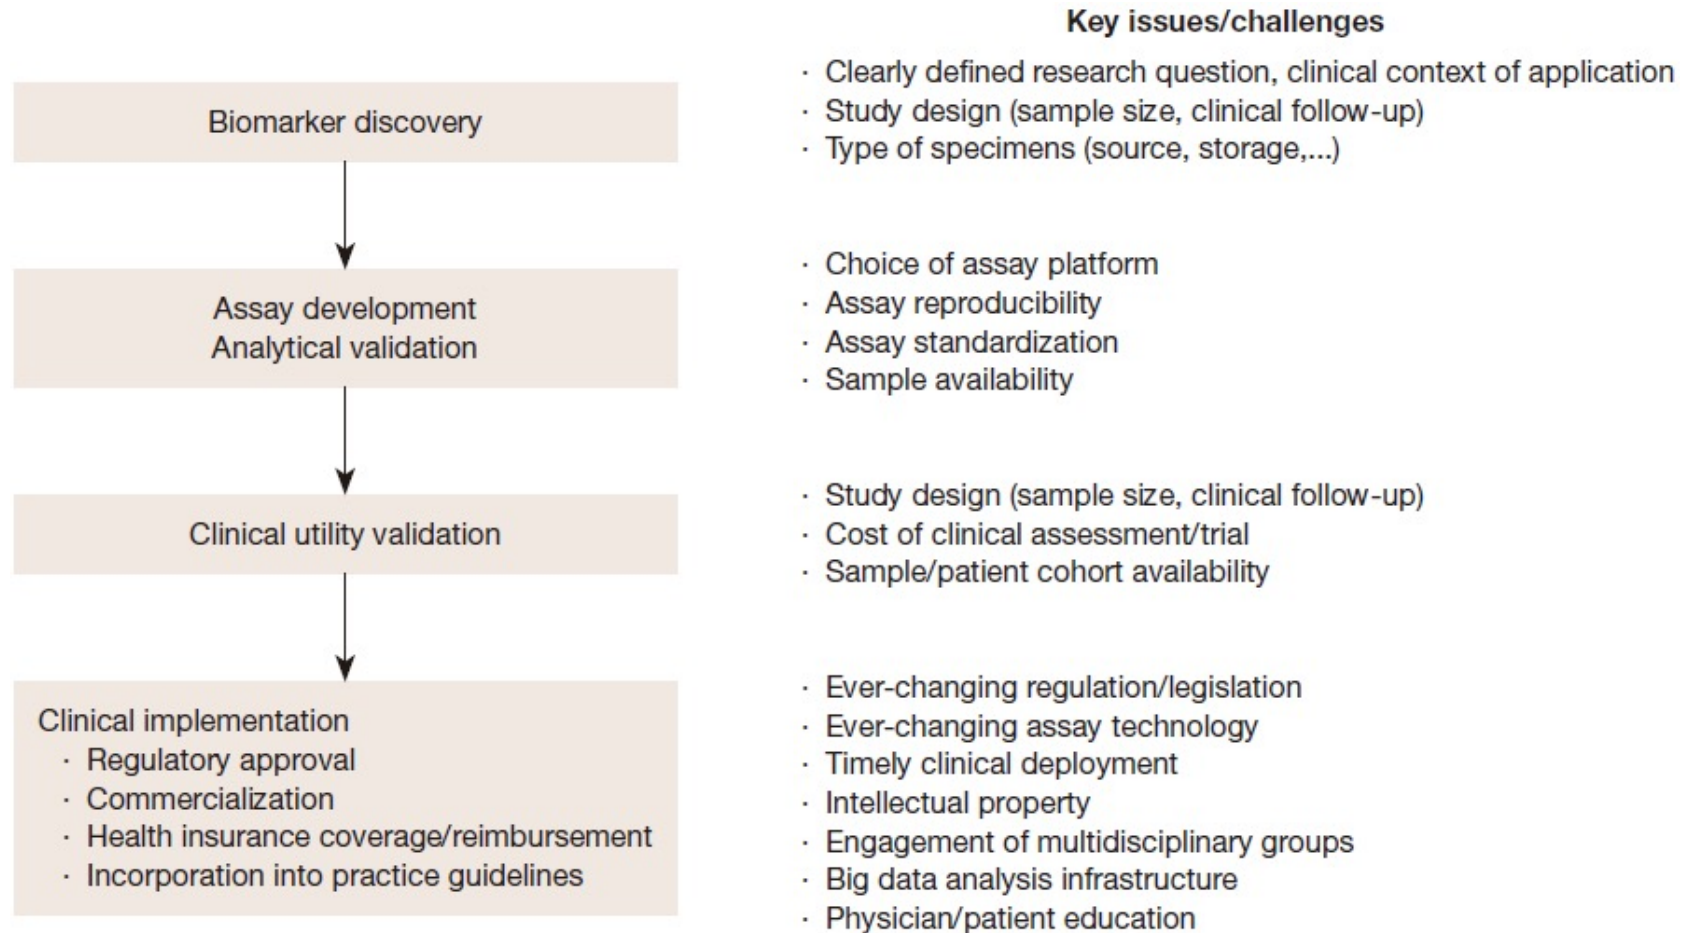 Key issues/challenges
Biomarker discovery
· Clearly defined research question, clinical context of application
· Study design (sample size, clinical follow-up)
· Type of specimens (source, storage,...)
Assay development
Analytical validation
· Choice of assay platform
· Assay reproducibility
· Assay standardization
· Sample availability
Clinical utility validation
· Study design (sample size, clinical follow-up)
· Cost of clinical assessment/trial
· Sample/patient cohort availability
Clinical implementation
· Regulatory approval
· Commercialization
· Health insurance coverage/reimbursement
· Incorporation into practice guidelines
· Ever-changing regulation/legislation
· Ever-changing assay technology
· Timely clinical deployment
· Intellectual property
· Engagement of multidisciplinary groups
· Big data analysis infrastructure
· Physician/patient education